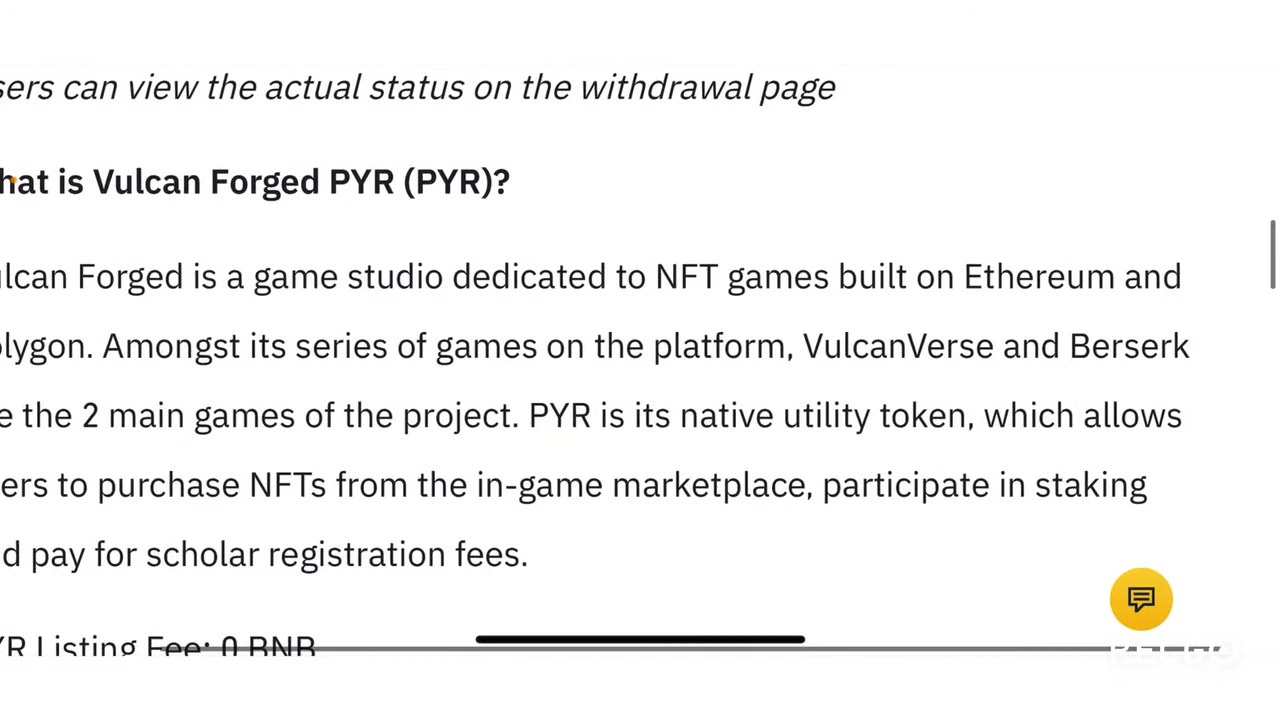 sers can view the actual status on the withdrawal page
hat is Vulcan Forged PYR (PYR)?
ulcan Forged is a game studio dedicated to NFT games built on Ethereum and
olygon. Amongst its series of games on the platform, VulcanVerse and Berserk
e the 2 main games of the project. PYR is its native utility token, which allows
ers to purchase NFTs from the in-game marketplace, participate in staking
d pay for scholar registration fees.
YR Listing Fee: 0 BNB